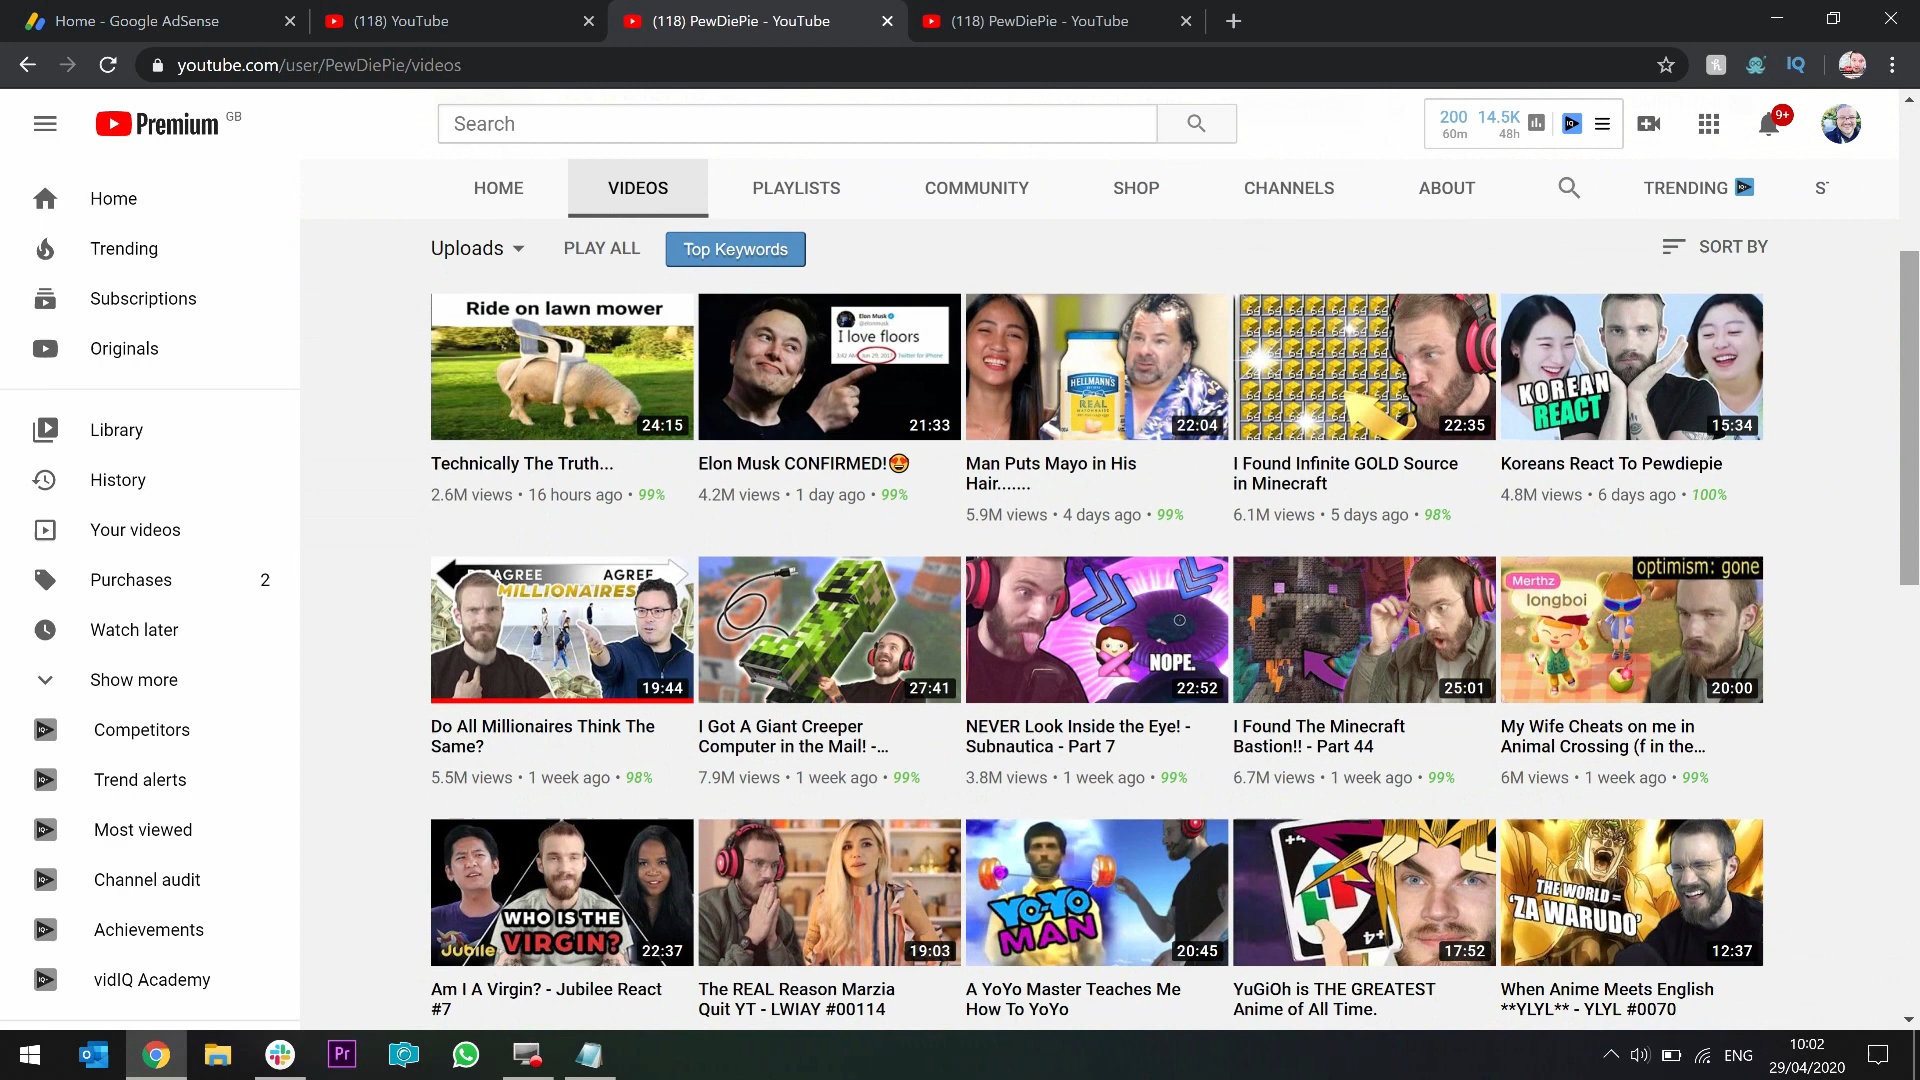 Home - Google AdSense
(118) YouTube
(118) PewDiePie - YouTube
(118) PewDiePie - YouTube
youtube.com/user/PewDiePie/videos
IQ
Premium GB
Search
200 14.5K
60m 48h
9+
HOME VIDEOS PLAYLISTS COMMUNITY SHOP CHANNELS ABOUT TRENDING
Home
Trending
Subscriptions
Originals
Library
History
Your videos
Purchases 2
Watch later
Show more
Competitors
Trend alerts
Most viewed
Channel audit
Achievements
vidIQ Academy
Uploads PLAY ALL Top Keywords SORT BY
Ride on lawn mower
24:15
Elon Musk
I love floors
21:33
HELLMANN'S
REAL
22:04
22:35
KOREAN
REACT
15:34
Technically The Truth...
2.6M views • 16 hours ago • 99%
Elon Musk CONFIRMED!😍
4.2M views • 1 day ago • 99%
Man Puts Mayo in His
Hair.......
5.9M views • 4 days ago • 99%
I Found Infinite GOLD Source
in Minecraft
6.1M views • 5 days ago • 98%
Koreans React To Pewdiepie
4.8M views • 6 days ago • 100%
AGREE
MILLIONAIRES
19:44
27:41
NOPE.
22:52
25:01
optimism: gone
Merthz
longboi
20:00
Do All Millionaires Think The
Same?
5.5M views • 1 week ago • 98%
I Got A Giant Creeper
Computer in the Mail! -...
7.9M views • 1 week ago • 99%
NEVER Look Inside the Eye! -
Subnautica - Part 7
3.8M views • 1 week ago • 99%
I Found The Minecraft
Bastion!! - Part 44
6.7M views • 1 week ago • 99%
My Wife Cheats on me in
Animal Crossing (f in the...
6M views • 1 week ago • 99%
WHO IS THE
VIRGIN?
Jubilee
22:37
19:03
YO-YO
MAN
20:45
+4
+4
17:52
THE WORLD =
'ZA WARUDO'
12:37
Am I A Virgin? - Jubilee React
#7
The REAL Reason Marzia
Quit YT - LWIAY #00114
A YoYo Master Teaches Me
How To YoYo
YuGiOh is THE GREATEST
Anime of All Time.
When Anime Meets English
**YLYL** - YLYL #0070
Pr
ENG
10:02
29/04/2020